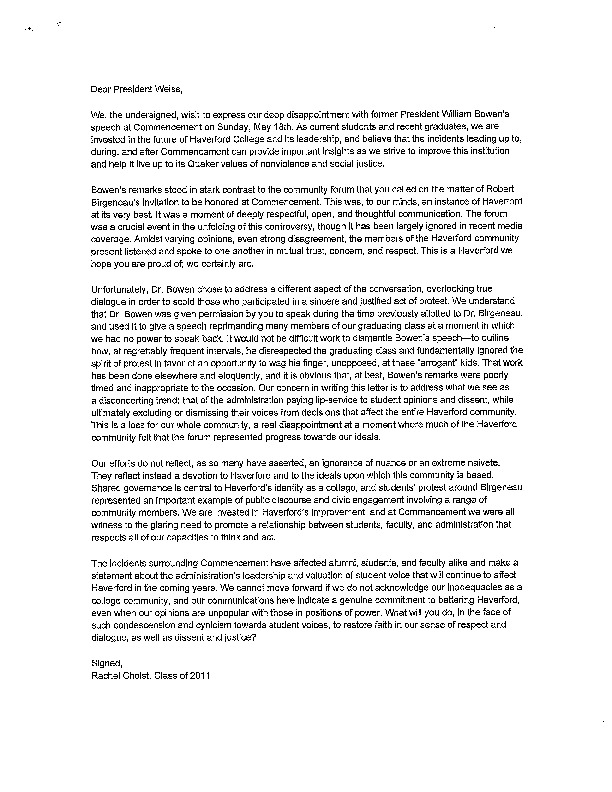 Dear President Weiss,
We, the undersigned, wish to express our deep disappointment with former President William Bowen's
speech at Commencement on Sunday, May 18th. As current students and recent graduates, we are
invested in the future of Haverford College and its leadership, and believe that the incidents leading up to,
during, and after Commencement can provide important insights as we strive to improve this institution
and help it live up to its Quaker values of nonviolence and social justice.
Bowen's remarks stood in stark contrast to the community forum that you called on the matter of Robert
Birgeneau's invitation to be honored at Commencement. This was, to our minds, an instance of Haverford
at its very best. It was a moment of deeply respectful, open, and thoughtful communication. The forum
was a crucial event in the unfolding of this controversy, though it has been largely ignored in recent media
coverage. Amidst varying opinions, even strong disagreement, the members of the Haverford community
present listened and spoke to one another in mutual trust, concern, and respect. This is a Haverford we
hope you are proud of; we certainly are.
Unfortunately, Dr. Bowen chose to address a different aspect of the conversation, overlooking true
dialogue in order to scold those who participated in a sincere and justified act of protest. We understand
that Dr. Bowen was given permission by you to speak during the time previously allotted to Dr. Birgeneau,
and used it to give a speech reprimanding many members of our graduating class at a moment in which
we had no power to speak back. It would not be difficult work to dismantle Bowen's speech—to outline
how, at regrettably frequent intervals, he disrespected the graduating class and fundamentally ignored the
spirit of protest in favor of an opportunity to wag his finger, unopposed, at these "arrogant" kids. That work
has been done elsewhere and eloquently, and it is obvious that, at best, Bowen's remarks were poorly
timed and inappropriate to the occasion. Our concern in writing this letter is to address what we see as
a disconcerting trend: that of the administration paying lip-service to student opinions and dissent, while
ultimately excluding or dismissing their voices from decisions that affect the entire Haverford community.
This is a loss for our whole community, a real disappointment at a moment where much of the Haverford
community felt that the forum represented progress towards our ideals.
Our efforts do not reflect, as so many have asserted, an ignorance of nuance or an extreme naivete.
They reflect instead a devotion to Haverford and to the ideals upon which this community is based.
Shared governance is central to Haverford's identity as a college, and students' protest around Birgeneau
represented an important example of public discourse and civic engagement involving a range of
community members. We are invested in Haverford's improvement, and at Commencement we were all
witness to the glaring need to promote a relationship between students, faculty, and administration that
respects all of our capacities to think and act.
The incidents surrounding Commencement have affected alumni, students, and faculty alike and make a
statement about the administration's leadership and valuation of student voice that will continue to affect
Haverford in the coming years. We cannot move forward if we do not acknowledge our inadequacies as a
college community, and our communications here indicate a genuine commitment to bettering Haverford,
even when our opinions are unpopular with those in positions of power. What will you do, in the face of
such condescension and cynicism towards student voices, to restore faith in our sense of respect and
dialogue, as well as dissent and justice?
Signed,
Rachel Cholst, Class of 2011